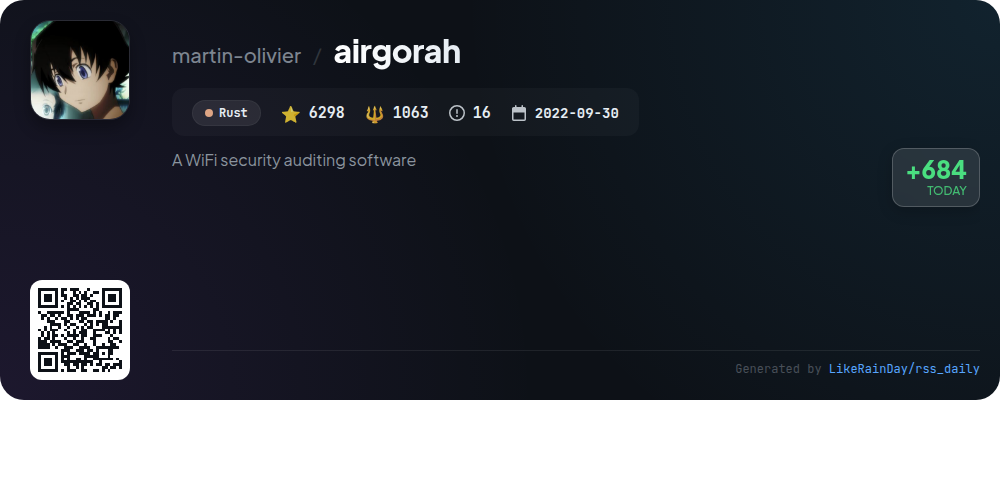 martin-olivier / airgorah
Rust 6298 1063 16 2022-09-30
A WiFi security auditing software
+684
TODAY
Generated by LikeRainDay/rss_daily